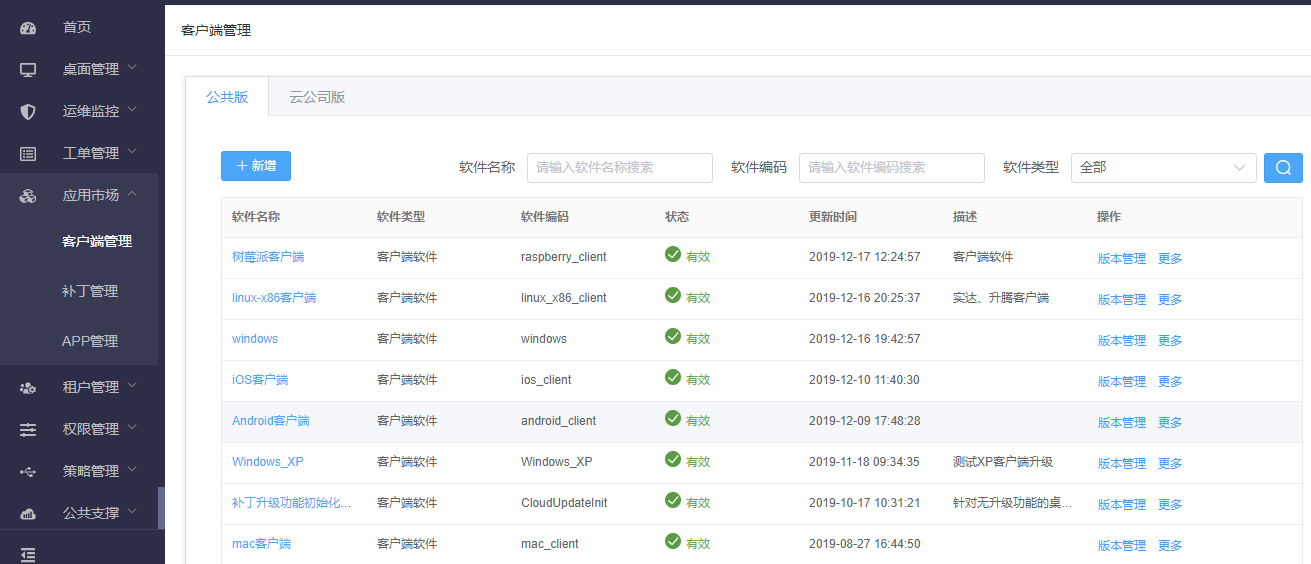 首页
桌面管理
运维监控
工单管理
应用市场
客户端管理
补丁管理
APP管理
租户管理
权限管理
策略管理
公共支撑
客户端管理
公共版 云公司版
+ 新增 软件名称 请输入软件名称搜索 软件编码 请输入软件编码搜索 软件类型 全部
软件名称 软件类型 软件编码 状态 更新时间 描述 操作
树莓派客户端 客户端软件 raspberry_client 有效 2019-12-17 12:24:57 客户端软件 版本管理 更多
linux-x86客户端 客户端软件 linux_x86_client 有效 2019-12-16 20:25:37 实达、升腾客户端 版本管理 更多
windows 客户端软件 windows 有效 2019-12-16 19:42:57 版本管理 更多
iOS客户端 客户端软件 ios_client 有效 2019-12-10 11:40:30 版本管理 更多
Android客户端 客户端软件 android_client 有效 2019-12-09 17:48:28 版本管理 更多
Windows_XP 客户端软件 Windows_XP 有效 2019-11-18 09:34:35 测试XP客户端升级 版本管理 更多
补丁升级功能初始化... 客户端软件 CloudUpdateInit 有效 2019-10-17 10:31:21 针对无升级功能的桌... 版本管理 更多
mac客户端 客户端软件 mac_client 有效 2019-08-27 16:44:50 版本管理 更多